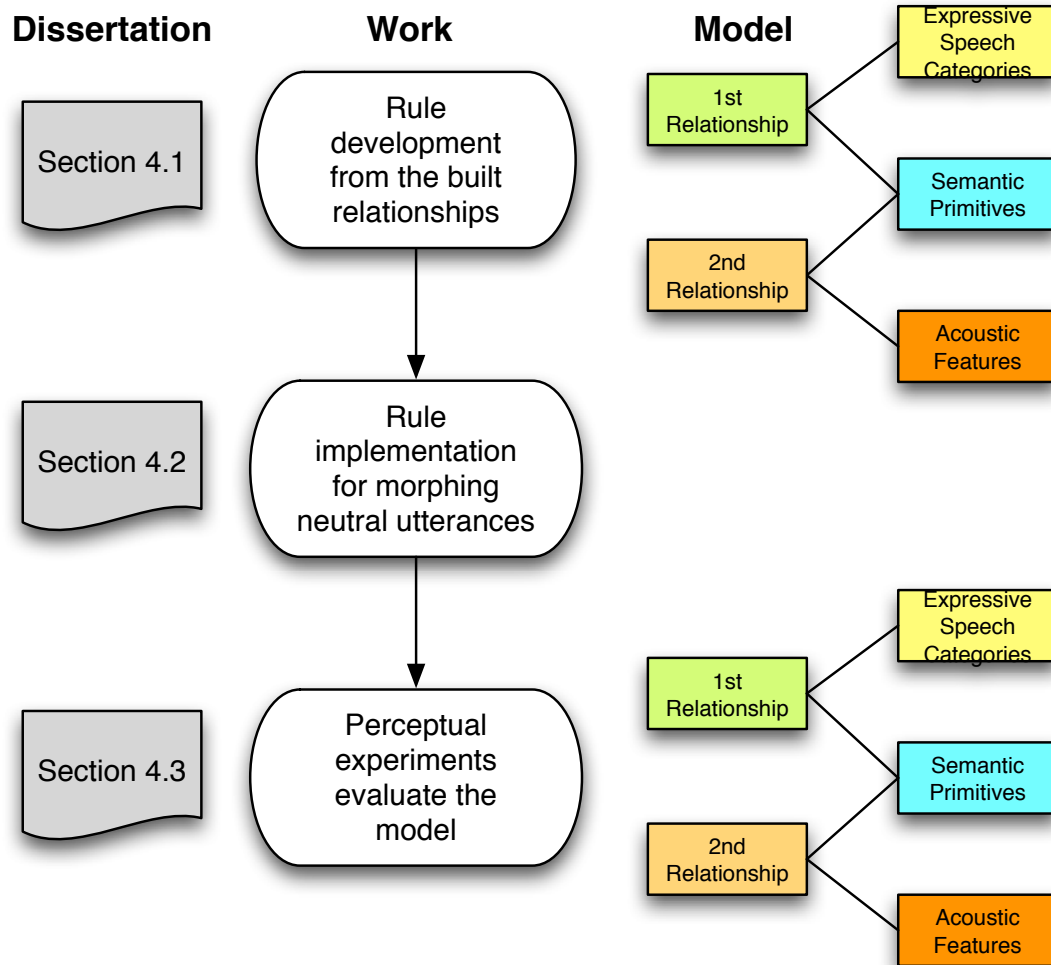 Dissertation
Work
Model
Section 4.1
Rule
development
from the built
relationships
1st
Relationship
Expressive
Speech
Categories
Semantic
Primitives
2nd
Relationship
Acoustic
Features
Section 4.2
Rule
implementation
for morphing
neutral utterances
Section 4.3
Perceptual
experiments
evaluate the
model
Expressive
Speech
Categories
1st
Relationship
Semantic
Primitives
2nd
Relationship
Acoustic
Features